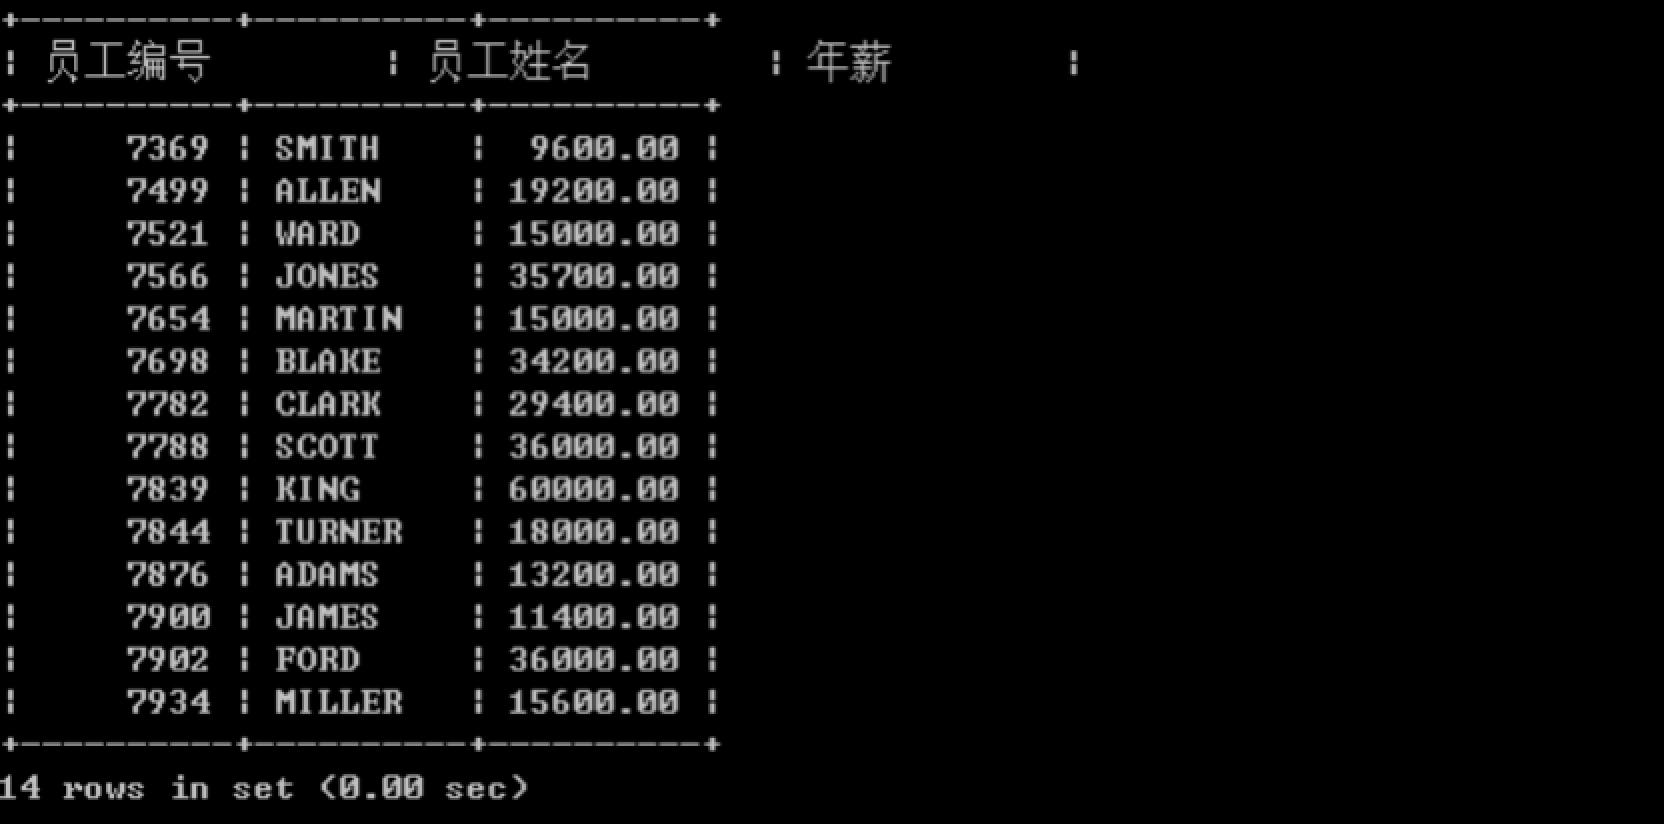 +----------+----------+----------+
| 员工编号 | 员工姓名 | 年薪 |
+----------+----------+----------+
| 7369 | SMITH | 9600.00 |
| 7499 | ALLEN | 19200.00 |
| 7521 | WARD | 15000.00 |
| 7566 | JONES | 35700.00 |
| 7654 | MARTIN | 15000.00 |
| 7698 | BLAKE | 34200.00 |
| 7782 | CLARK | 29400.00 |
| 7788 | SCOTT | 36000.00 |
| 7839 | KING | 60000.00 |
| 7844 | TURNER | 18000.00 |
| 7876 | ADAMS | 13200.00 |
| 7900 | JAMES | 11400.00 |
| 7902 | FORD | 36000.00 |
| 7934 | MILLER | 15600.00 |
+----------+----------+----------+
14 rows in set (0.00 sec)